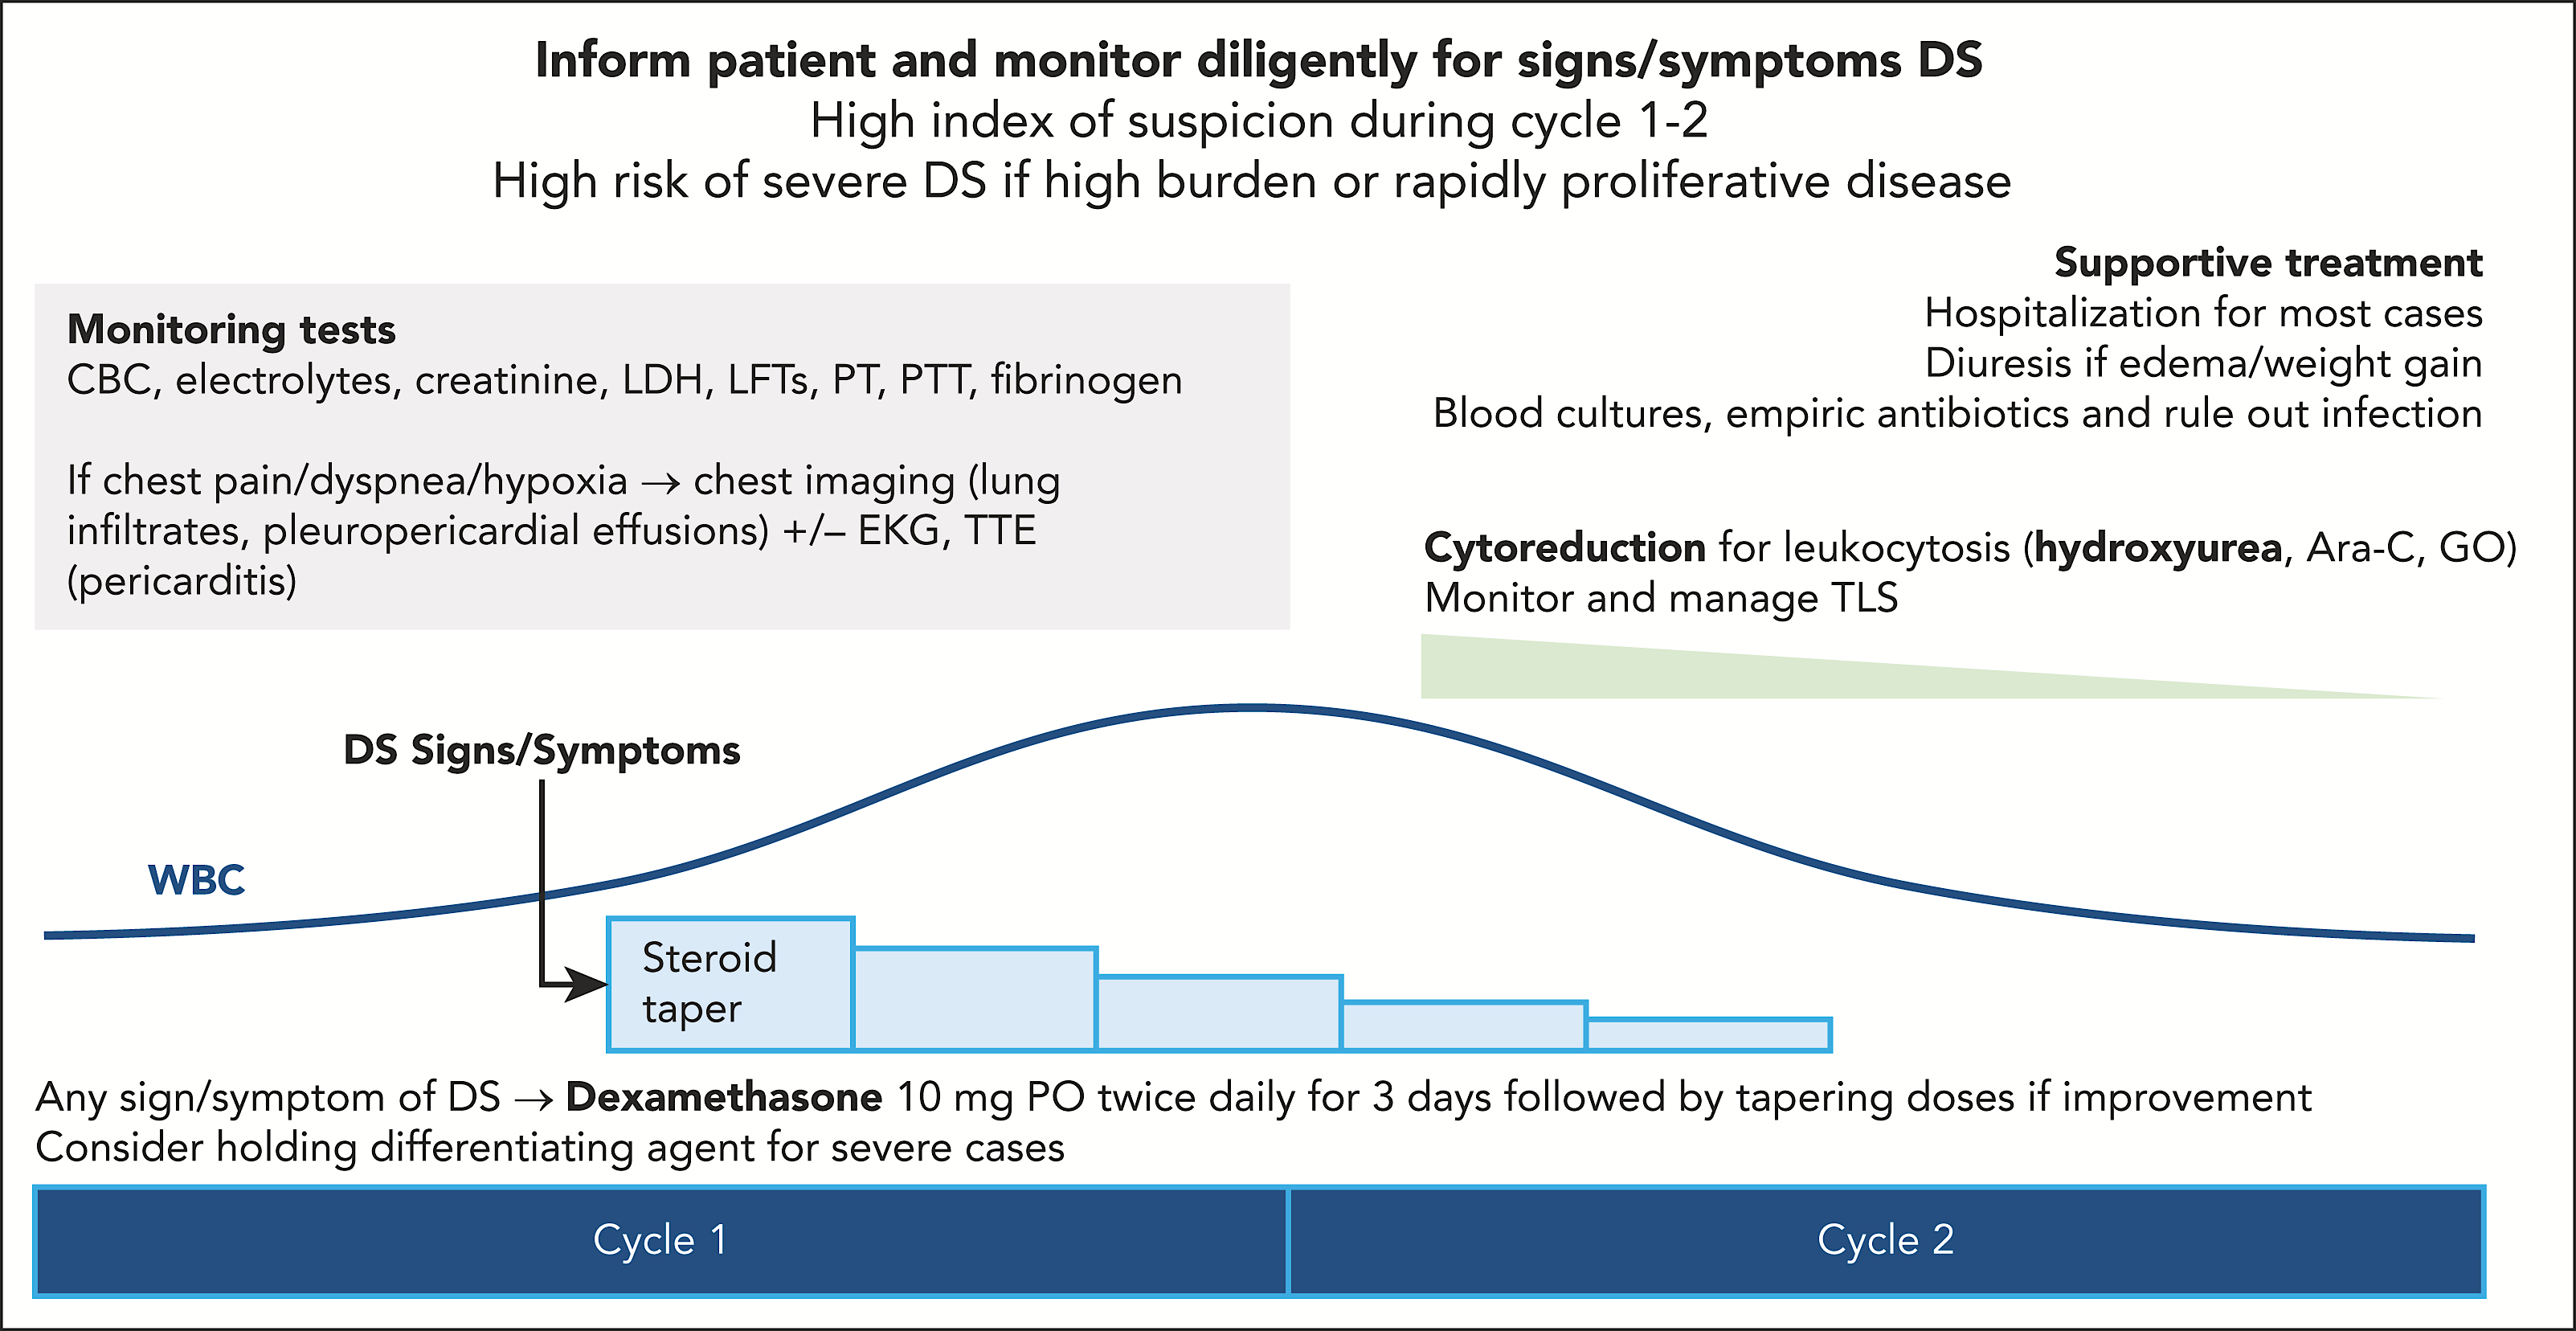 Inform patient and monitor diligently for signs/symptoms DS
High index of suspicion during cycle 1-2
High risk of severe DS if high burden or rapidly proliferative disease
Monitoring tests
CBC, electrolytes, creatinine, LDH, LFTs, PT, PTT, fibrinogen
If chest pain/dyspnea/hypoxia → chest imaging (lung
infiltrates, pleuropericardial effusions) +/– EKG, TTE
(pericarditis)
Supportive treatment
Hospitalization for most cases
Diuresis if edema/weight gain
Blood cultures, empiric antibiotics and rule out infection
Cytoreduction for leukocytosis (hydroxyurea, Ara-C, GO)
Monitor and manage TLS
DS Signs/Symptoms
WBC
Steroid
taper
Any sign/symptom of DS → Dexamethasone 10 mg PO twice daily for 3 days followed by tapering doses if improvement
Consider holding differentiating agent for severe cases
Cycle 1
Cycle 2